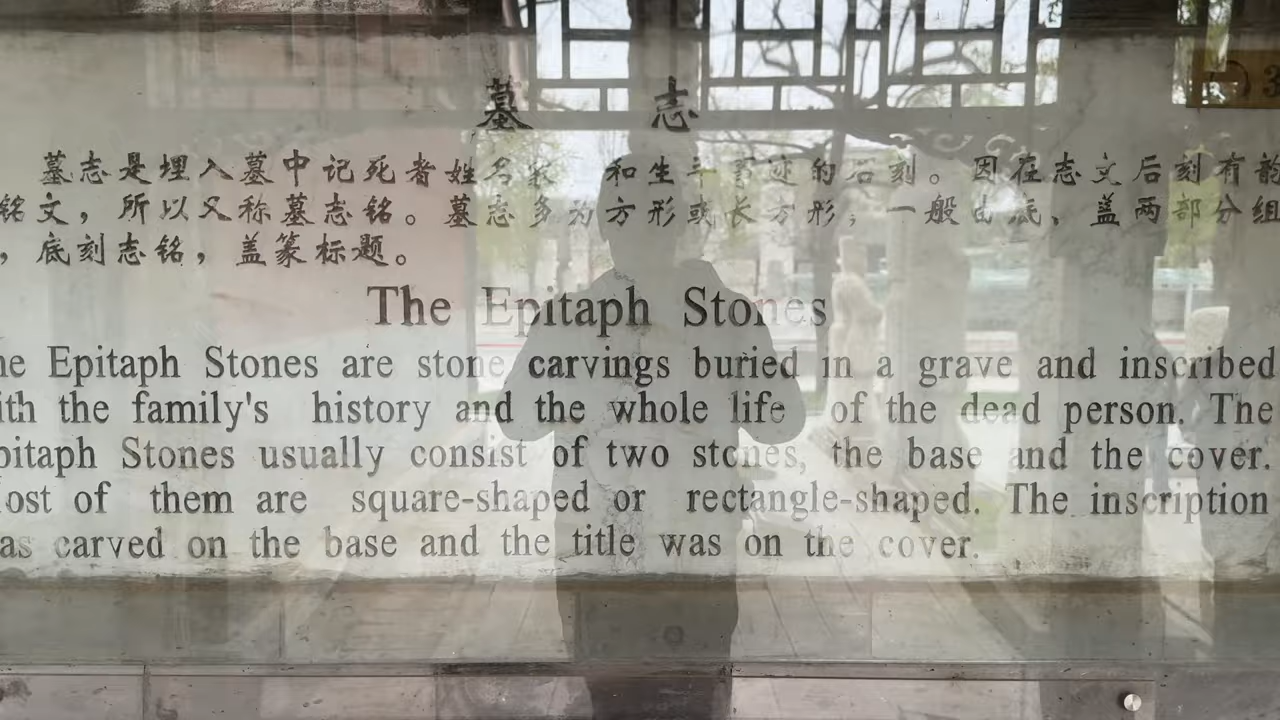 墓 志
墓志是埋入墓中记死者姓名家 和生平事迹的石刻。因在志文后刻有韵
铭文，所以又称墓志铭。墓志多为方形或长方形，一般由底、盖两部分组
，底刻志铭，盖篆标题。
The Epitaph Stones
he Epitaph Stones are stone carvings buried in a grave and inscribed
ith the family's history and the whole life of the dead person. The
pitaph Stones usually consist of two stones, the base and the cover.
ost of them are square-shaped or rectangle-shaped. The inscription
as carved on the base and the title was on the cover.